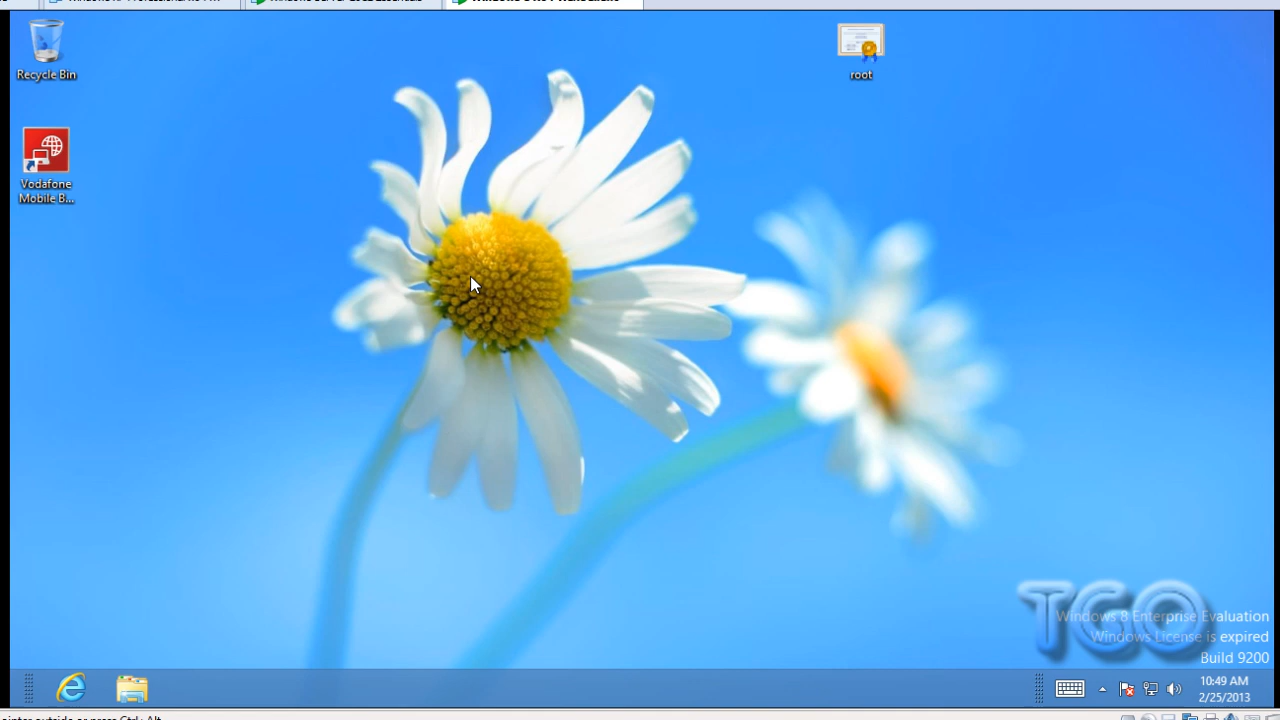 Recycle Bin
root
Vodafone
Mobile B...
TGO
Windows 8 Enterprise Evaluation
Windows License is expired
Build 9200
10:49 AM
2/25/2013